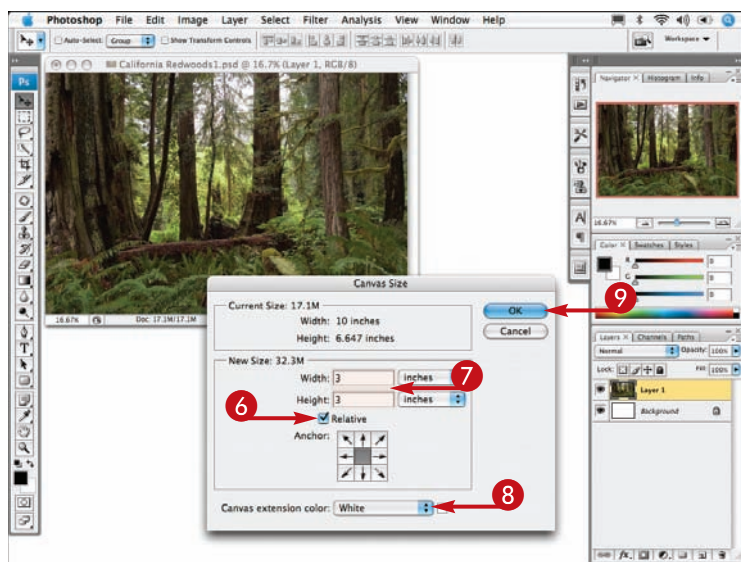 Photoshop File Edit Image Layer Select Filter Analysis View Window Help
Auto-Select: Group Show Transform Controls Workspace
California Redwoods1.psd @ 16.7% (Layer 1, RGB/8)
Ps
Navigator × Histogram Info
16.67%
Color × Swatches Styles
R 0
G 0
0
16.67% Doc: 17.1M/17.1M
Canvas Size
Current Size: 17.1M
Width: 10 inches
Height: 6.647 inches
OK
Cancel
9
New Size: 32.3M
Width: 3 inches
7
Height: 3 inches
6
Relative
Anchor:
Canvas extension color: White
8
Layers × Channels Paths
Normal Opacity: 100%
Lock: Fill: 100%
Layer 1
Background